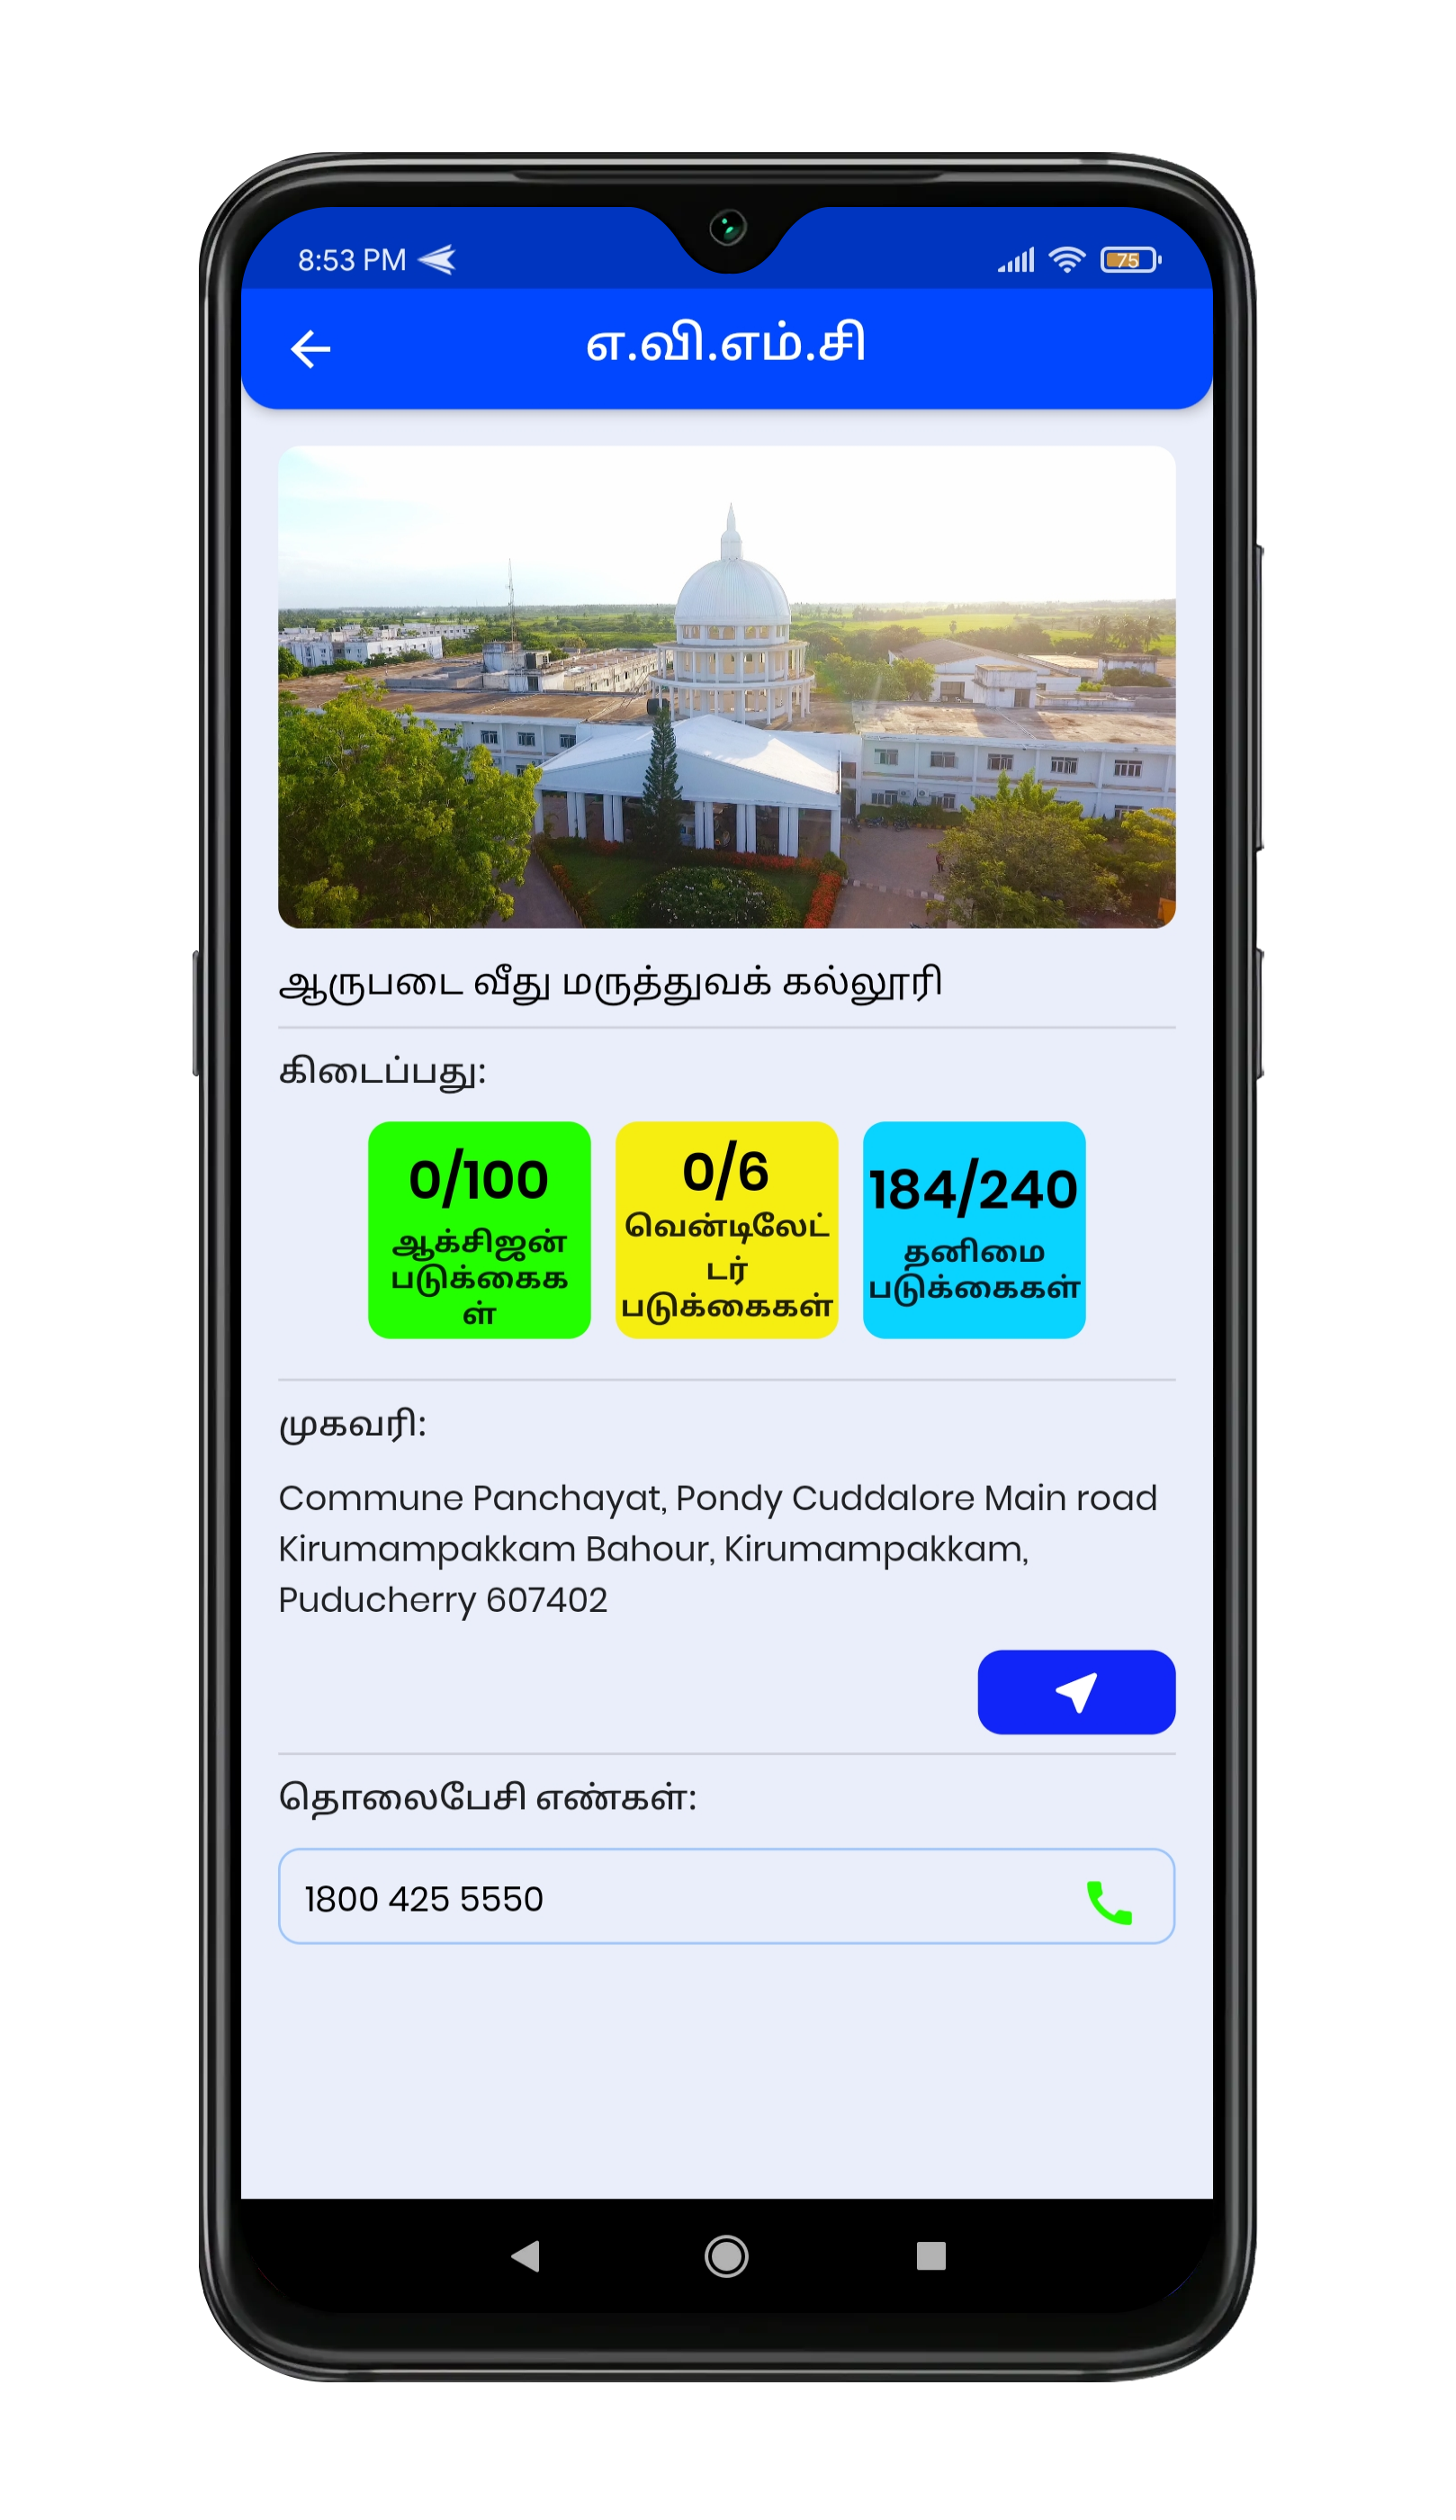 8:53 PM
75
எ.வி.எம்.சி
ஆருபடை வீது மருத்துவக் கல்லூரி
கிடைப்பது:
0/100
ஆக்சிஜன்
படுக்கைக
ள்
0/6
வென்டிலேட்
டர்
படுக்கைகள்
184/240
தனிமை
படுக்கைகள்
முகவரி:
Commune Panchayat, Pondy Cuddalore Main road
Kirumampakkam Bahour, Kirumampakkam,
Puducherry 607402
தொலைபேசி எண்கள்:
1800 425 5550